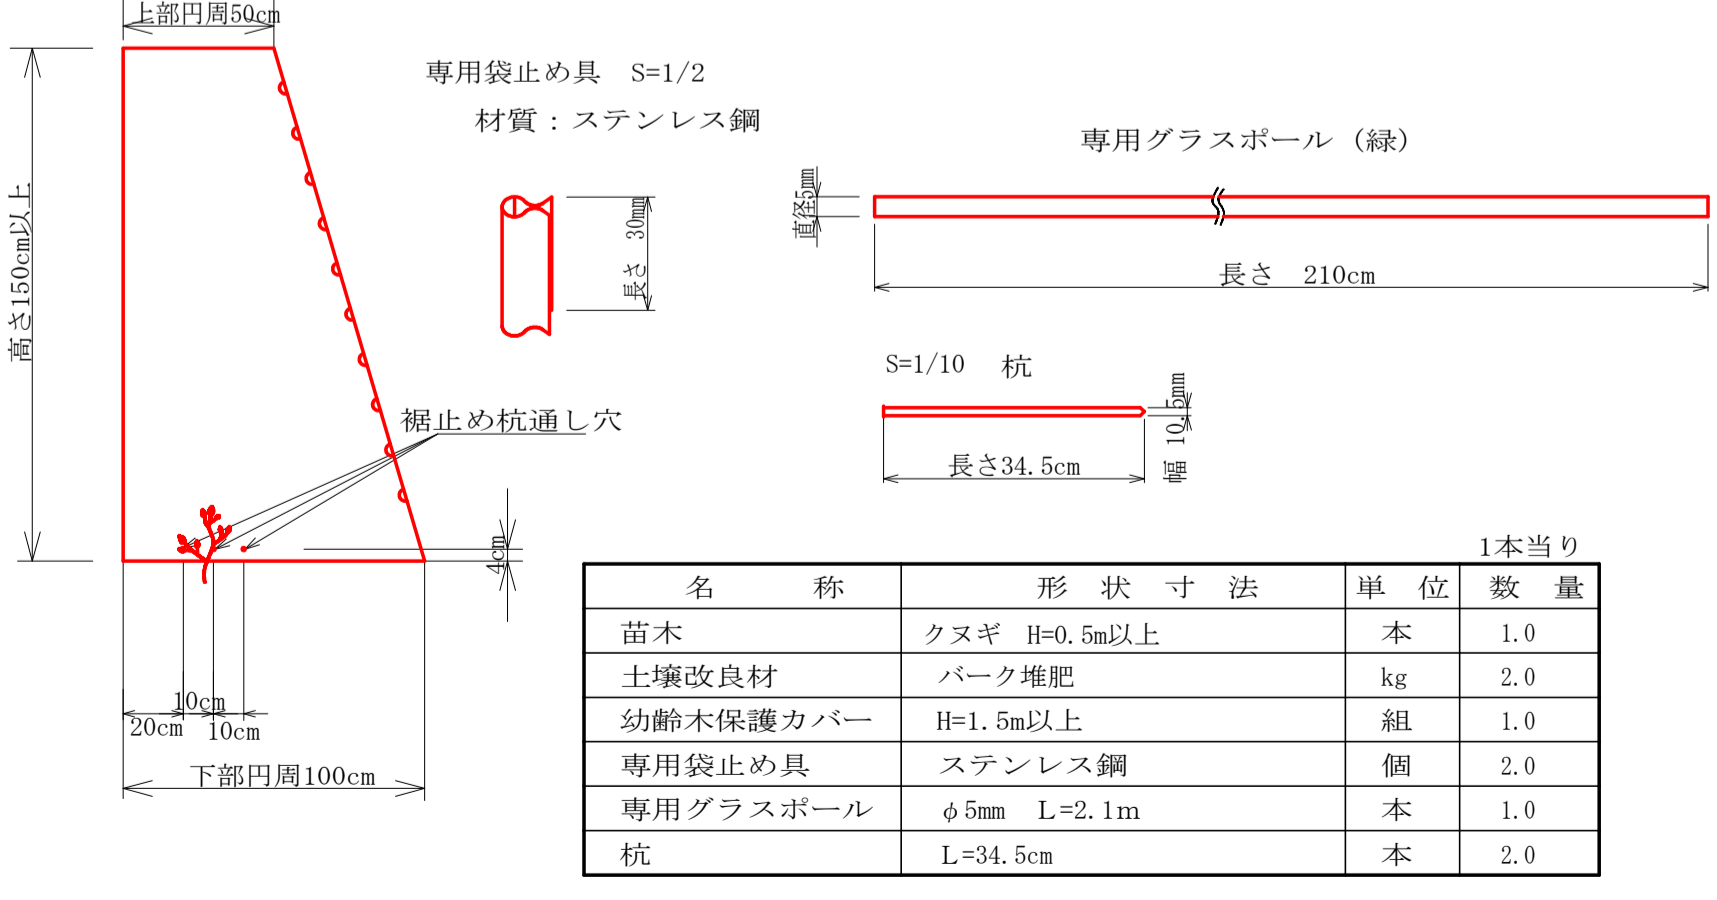 上部円周50cm
専用袋止め具　S=1/2
材質：ステンレス鋼
高さ150cm以上
長さ　30mm
専用グラスポール（緑）
直径5mm
長さ　210cm
S=1/10　杭
長さ34.5cm
幅 10.5mm
裾止め杭通し穴
4cm
10cm
20cm
10cm
下部円周100cm
1本当り
名　称　形 状 寸 法　単 位　数 量
苗木　クヌギ　H=0.5m以上　本　1.0
土壌改良材　バーク堆肥　kg　2.0
幼齢木保護カバー　H=1.5m以上　組　1.0
専用袋止め具　ステンレス鋼　個　2.0
専用グラスポール　φ5mm　L=2.1m　本　1.0
杭　L=34.5cm　本　2.0